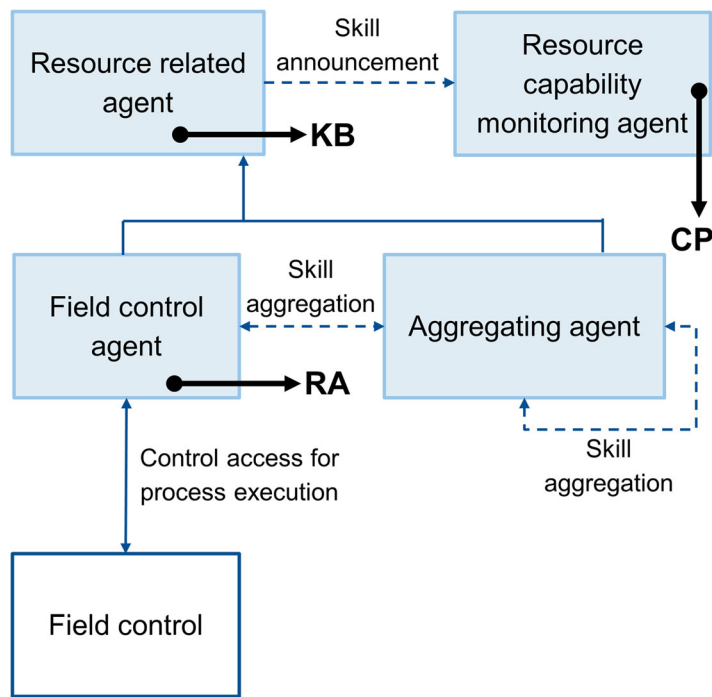 Resource related
agent
KB
Skill
announcement
Resource
capability
monitoring agent
CP
Field control
agent
RA
Skill
aggregation
Aggregating agent
Skill
aggregation
Control access for
process execution
Field control